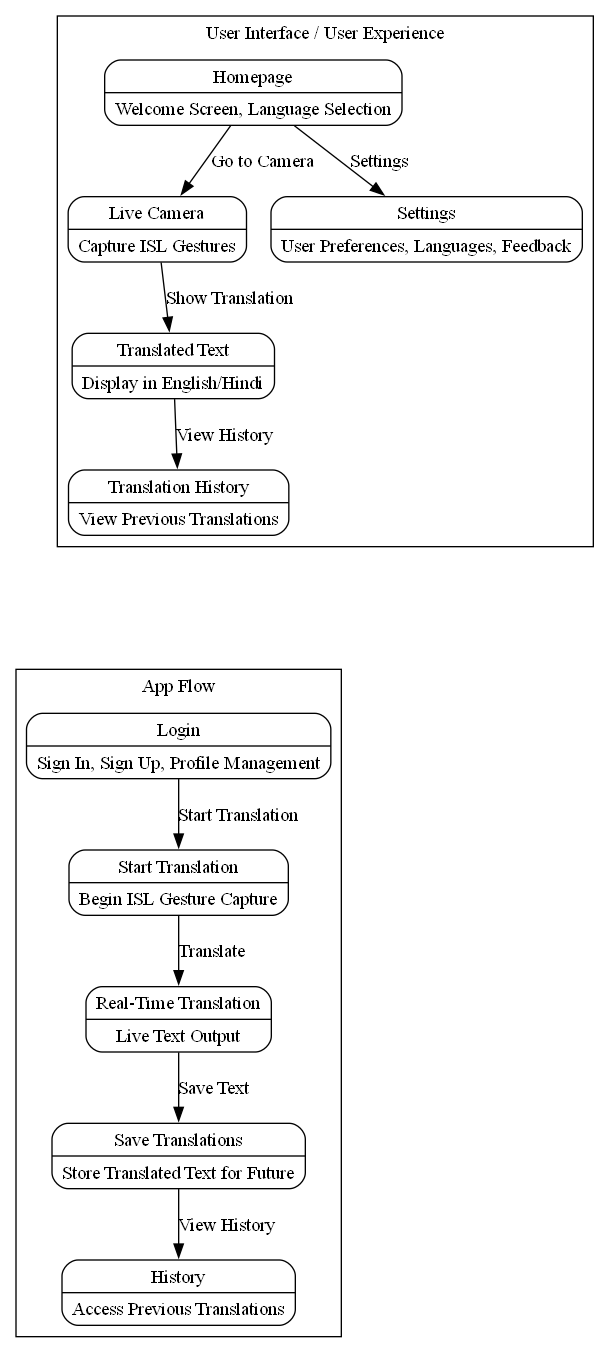 User Interface / User Experience
Homepage
Welcome Screen, Language Selection
Go to Camera
Settings
Live Camera
Capture ISL Gestures
Settings
User Preferences, Languages, Feedback
Show Translation
Translated Text
Display in English/Hindi
View History
Translation History
View Previous Translations
App Flow
Login
Sign In, Sign Up, Profile Management
Start Translation
Start Translation
Begin ISL Gesture Capture
Translate
Real-Time Translation
Live Text Output
Save Text
Save Translations
Store Translated Text for Future
View History
History
Access Previous Translations